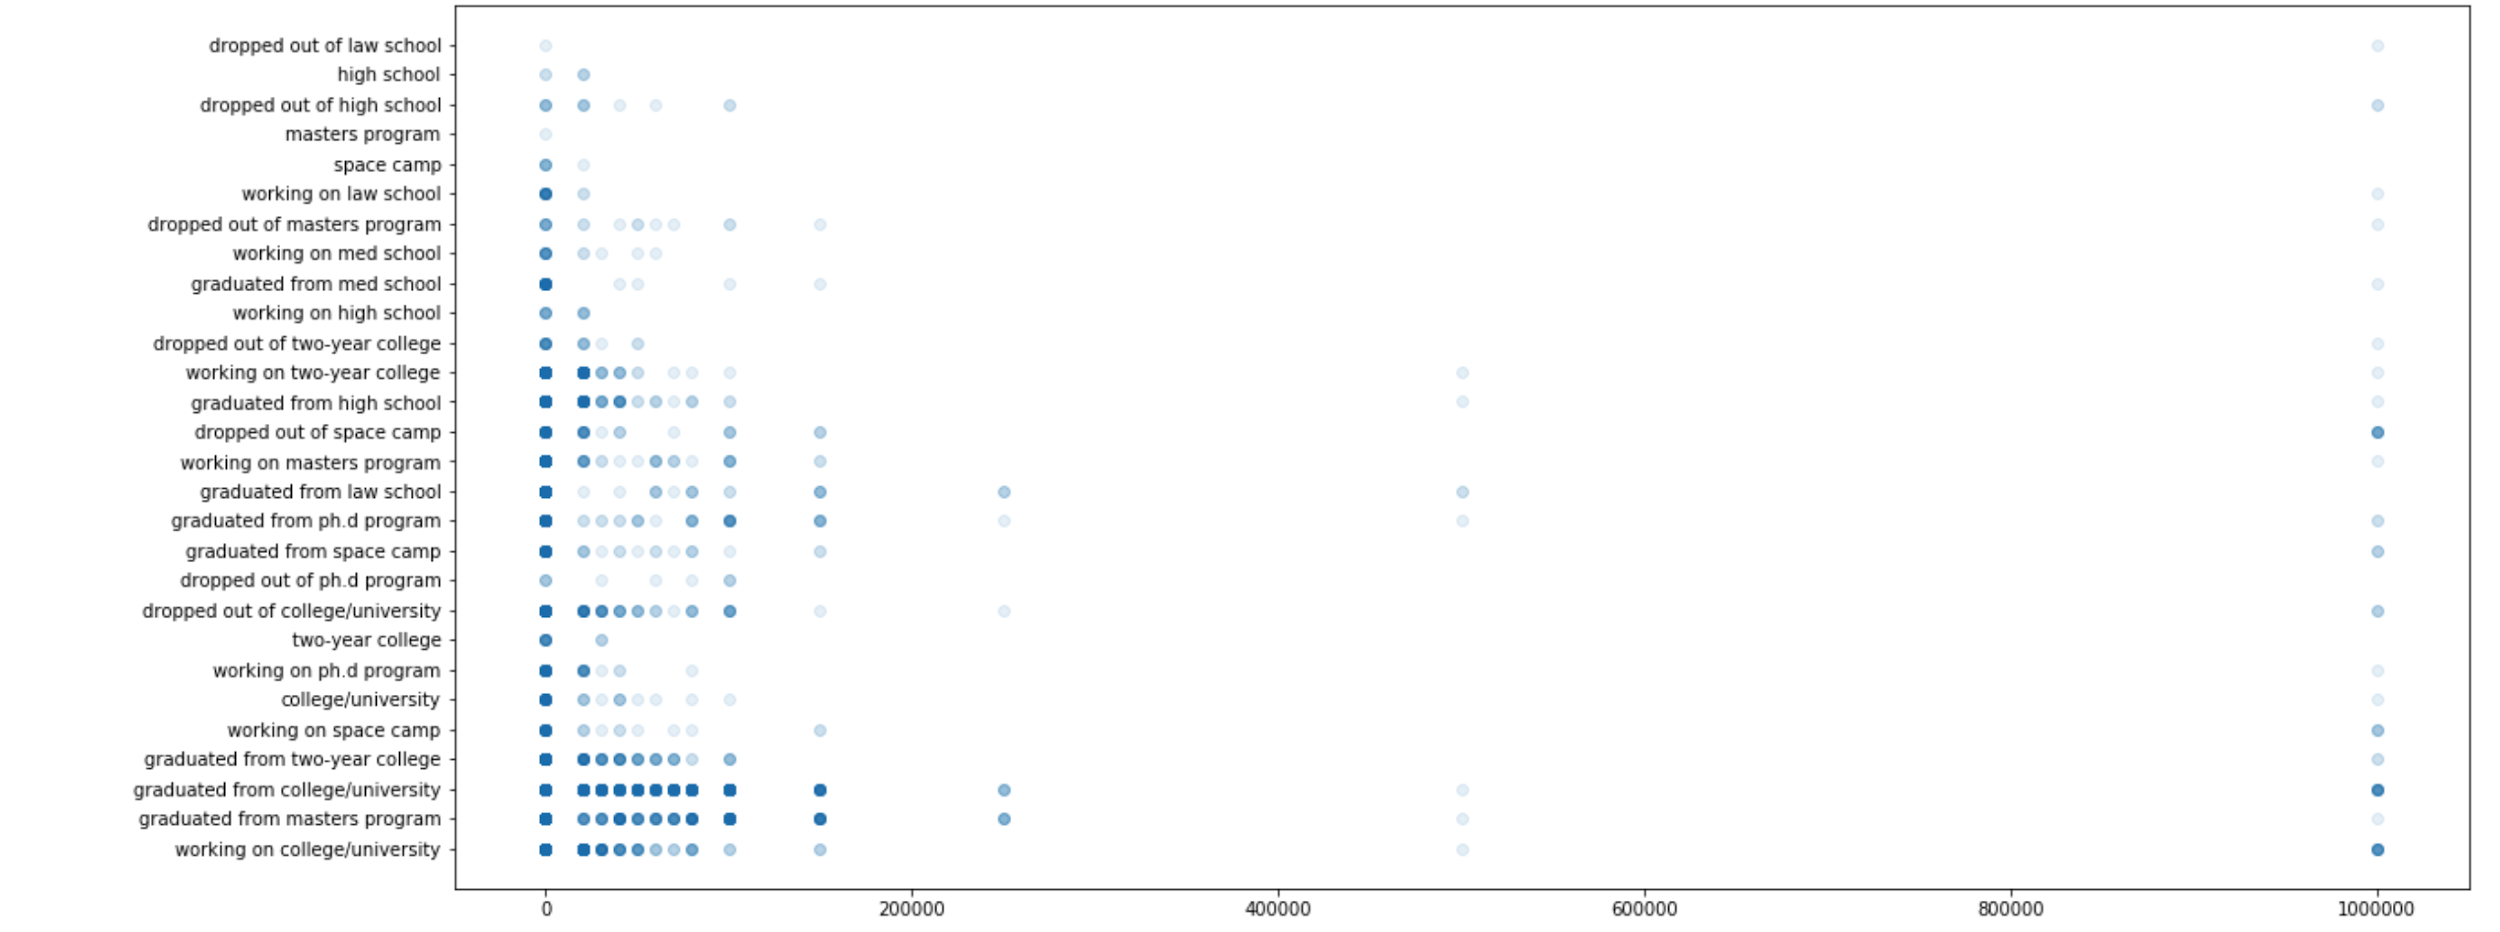 dropped out of law school
high school
dropped out of high school
masters program
space camp
working on law school
dropped out of masters program
working on med school
graduated from med school
working on high school
dropped out of two-year college
working on two-year college
graduated from high school
dropped out of space camp
working on masters program
graduated from law school
graduated from ph.d program
graduated from space camp
dropped out of ph.d program
dropped out of college/university
two-year college
working on ph.d program
college/university
working on space camp
graduated from two-year college
graduated from college/university
graduated from masters program
working on college/university
0 200000 400000 600000 800000 1000000